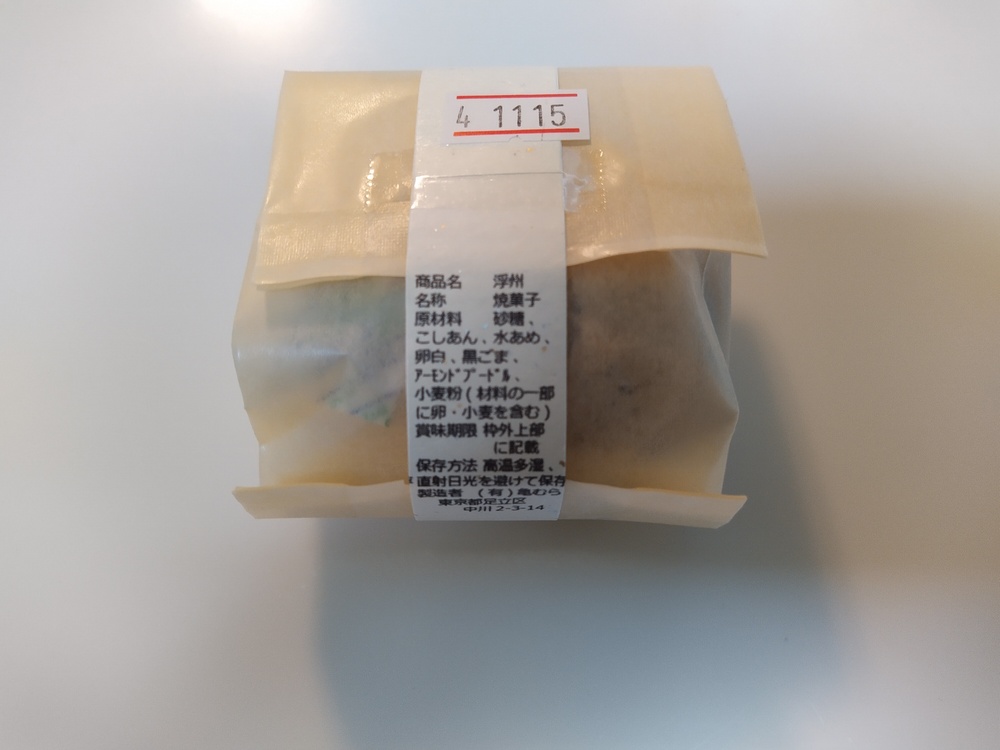 4 1115
商品名 浮州
名称 焼菓子
原材料 砂糖、
こしあん、水あめ、
卵白、黒ごま、
ｱｰﾓﾝﾄﾞﾌﾟｰﾄﾞﾙ、
小麦粉(材料の一部
に卵・小麦を含む)
賞味期限 枠外上部
に記載
保存方法 高温多湿、
直射日光を避けて保存
製造者 (有)亀むら
東京都足立区
中川2-3-14